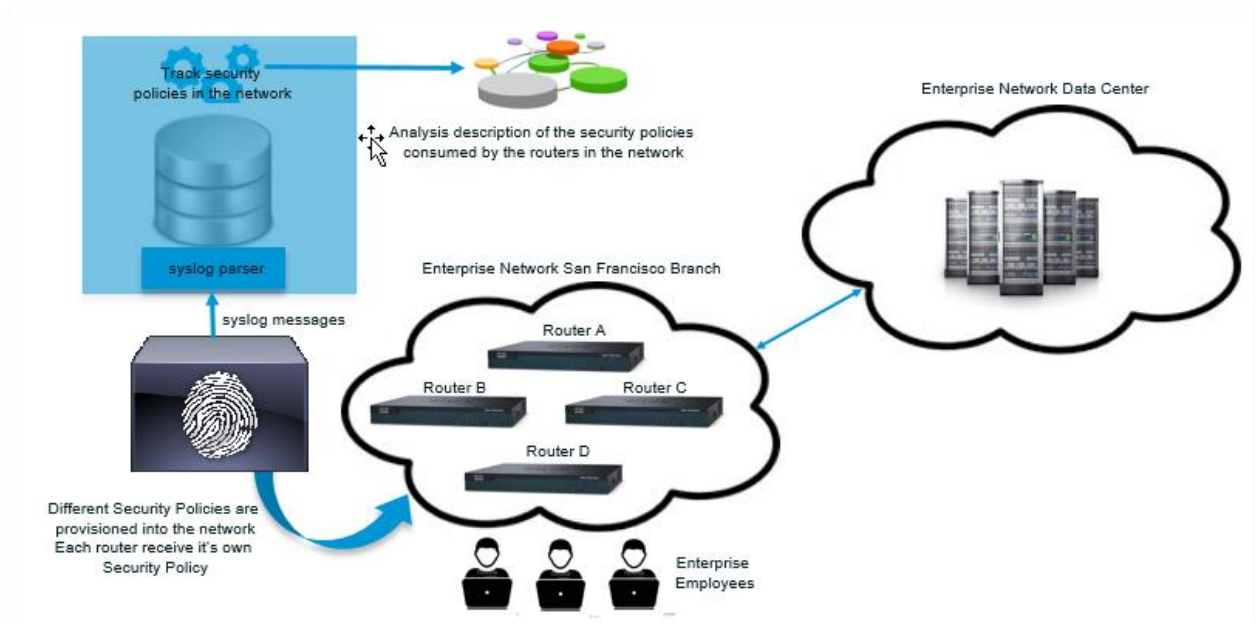 Track security
policies in the network
Analysis description of the security policies
consumed by the routers in the network
Enterprise Network Data Center
syslog parser
Enterprise Network San Francisco Branch
syslog messages
Router A
Router B
Router C
Router D
Different Security Policies are
provisioned into the network
Each router receive it's own
Security Policy
Enterprise
Employees